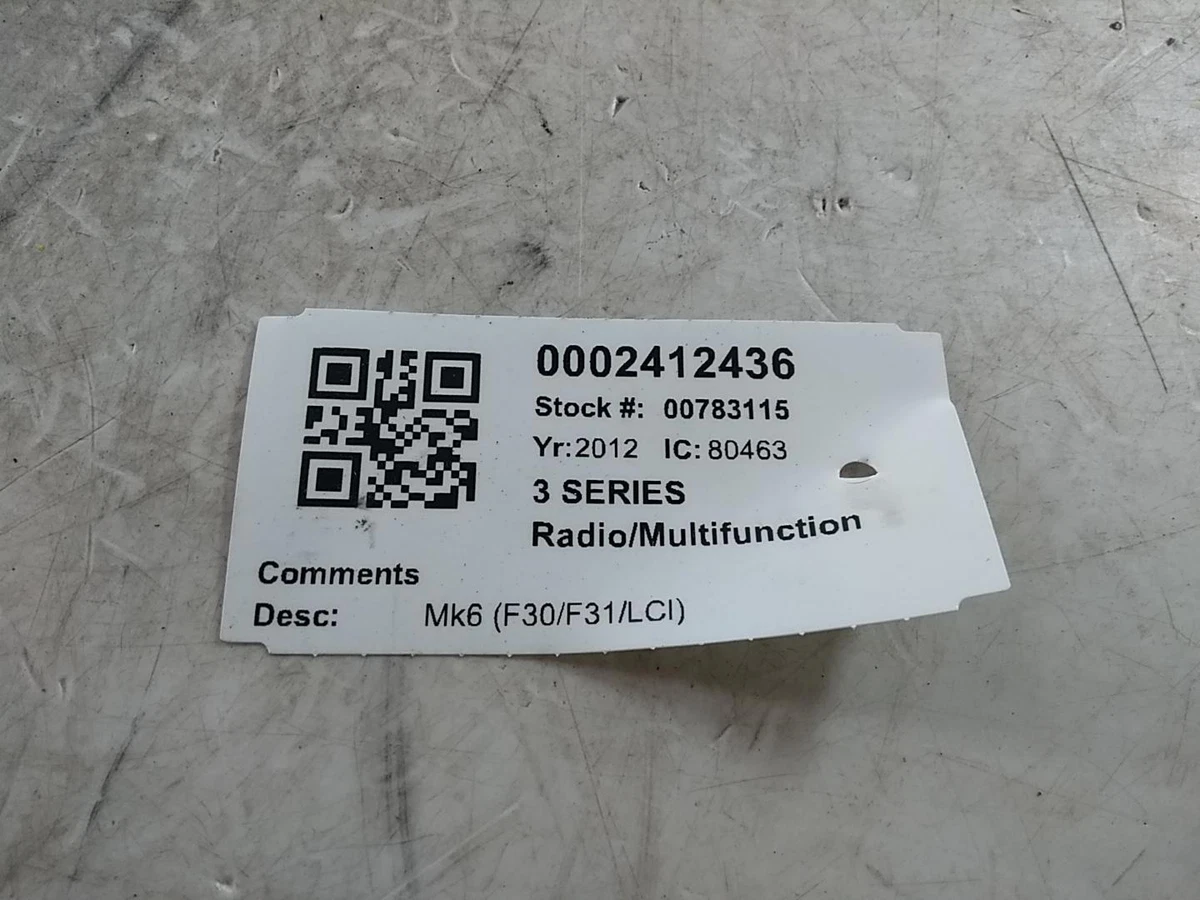 0002412436
Stock #: 00783115
Yr:2012 IC: 80463
3 SERIES
Radio/Multifunction
Comments
Desc: Mk6 (F30/F31/LCI)